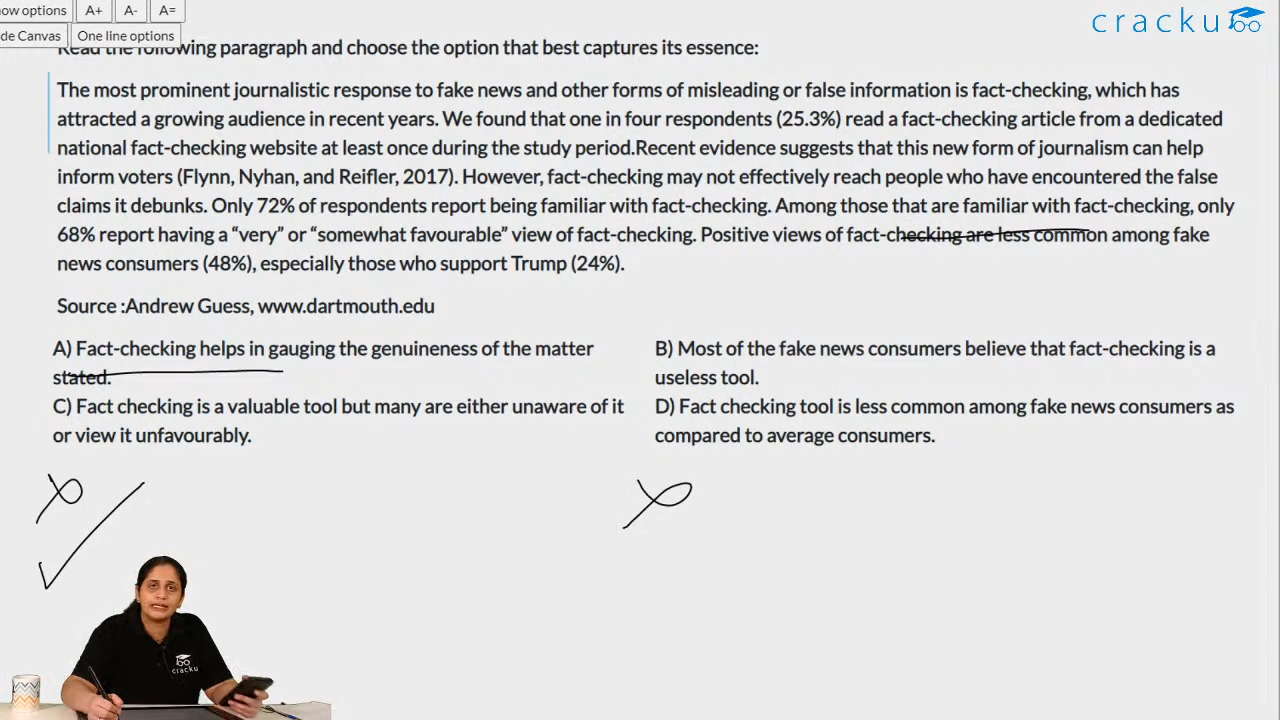 ow options A+ A- A=
de Canvas One line options
cracku
Read the following paragraph and choose the option that best captures its essence:
The most prominent journalistic response to fake news and other forms of misleading or false information is fact-checking, which has
attracted a growing audience in recent years. We found that one in four respondents (25.3%) read a fact-checking article from a dedicated
national fact-checking website at least once during the study period.Recent evidence suggests that this new form of journalism can help
inform voters (Flynn, Nyhan, and Reifler, 2017). However, fact-checking may not effectively reach people who have encountered the false
claims it debunks. Only 72% of respondents report being familiar with fact-checking. Among those that are familiar with fact-checking, only
68% report having a “very” or “somewhat favourable” view of fact-checking. Positive views of fact-checking are less common among fake
news consumers (48%), especially those who support Trump (24%).
Source :Andrew Guess, www.dartmouth.edu
A) Fact-checking helps in gauging the genuineness of the matter
stated.
B) Most of the fake news consumers believe that fact-checking is a
useless tool.
C) Fact checking is a valuable tool but many are either unaware of it
or view it unfavourably.
D) Fact checking tool is less common among fake news consumers as
compared to average consumers.
cracku